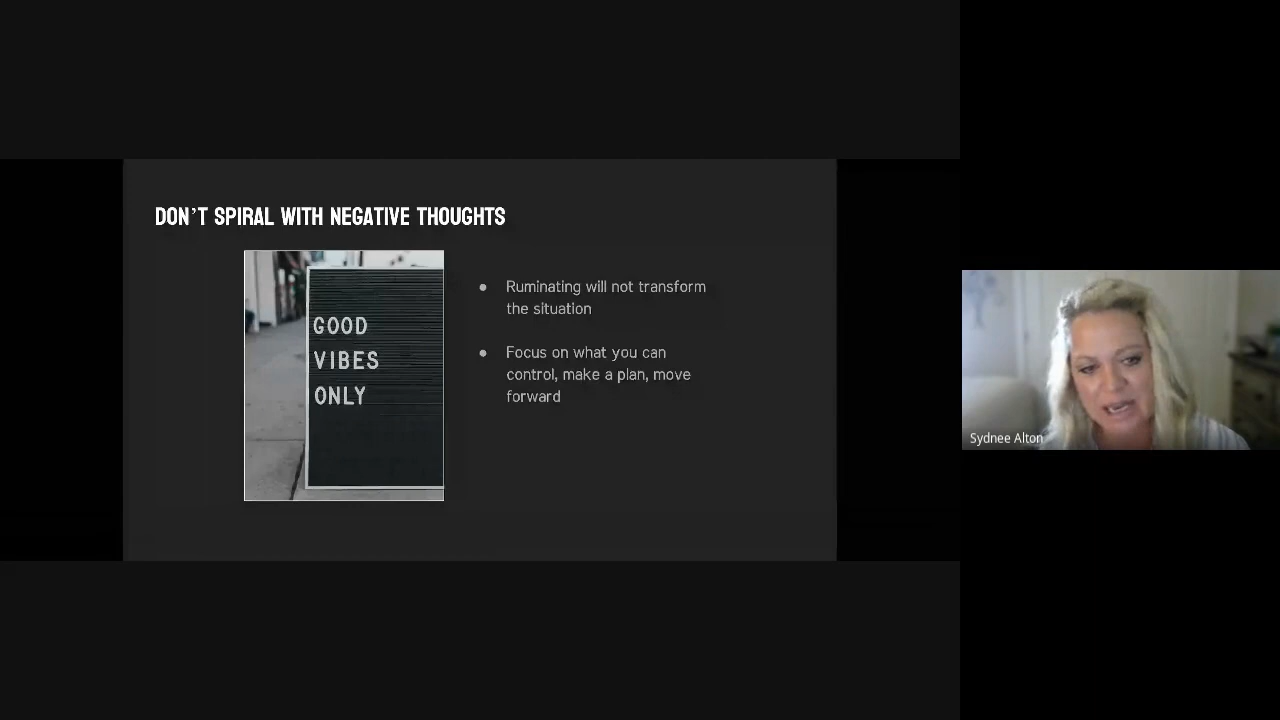 DON'T SPIRAL WITH NEGATIVE THOUGHTS
GOOD
VIBES
ONLY
● Ruminating will not transform
the situation
● Focus on what you can
control, make a plan, move
forward
Sydnee Alton